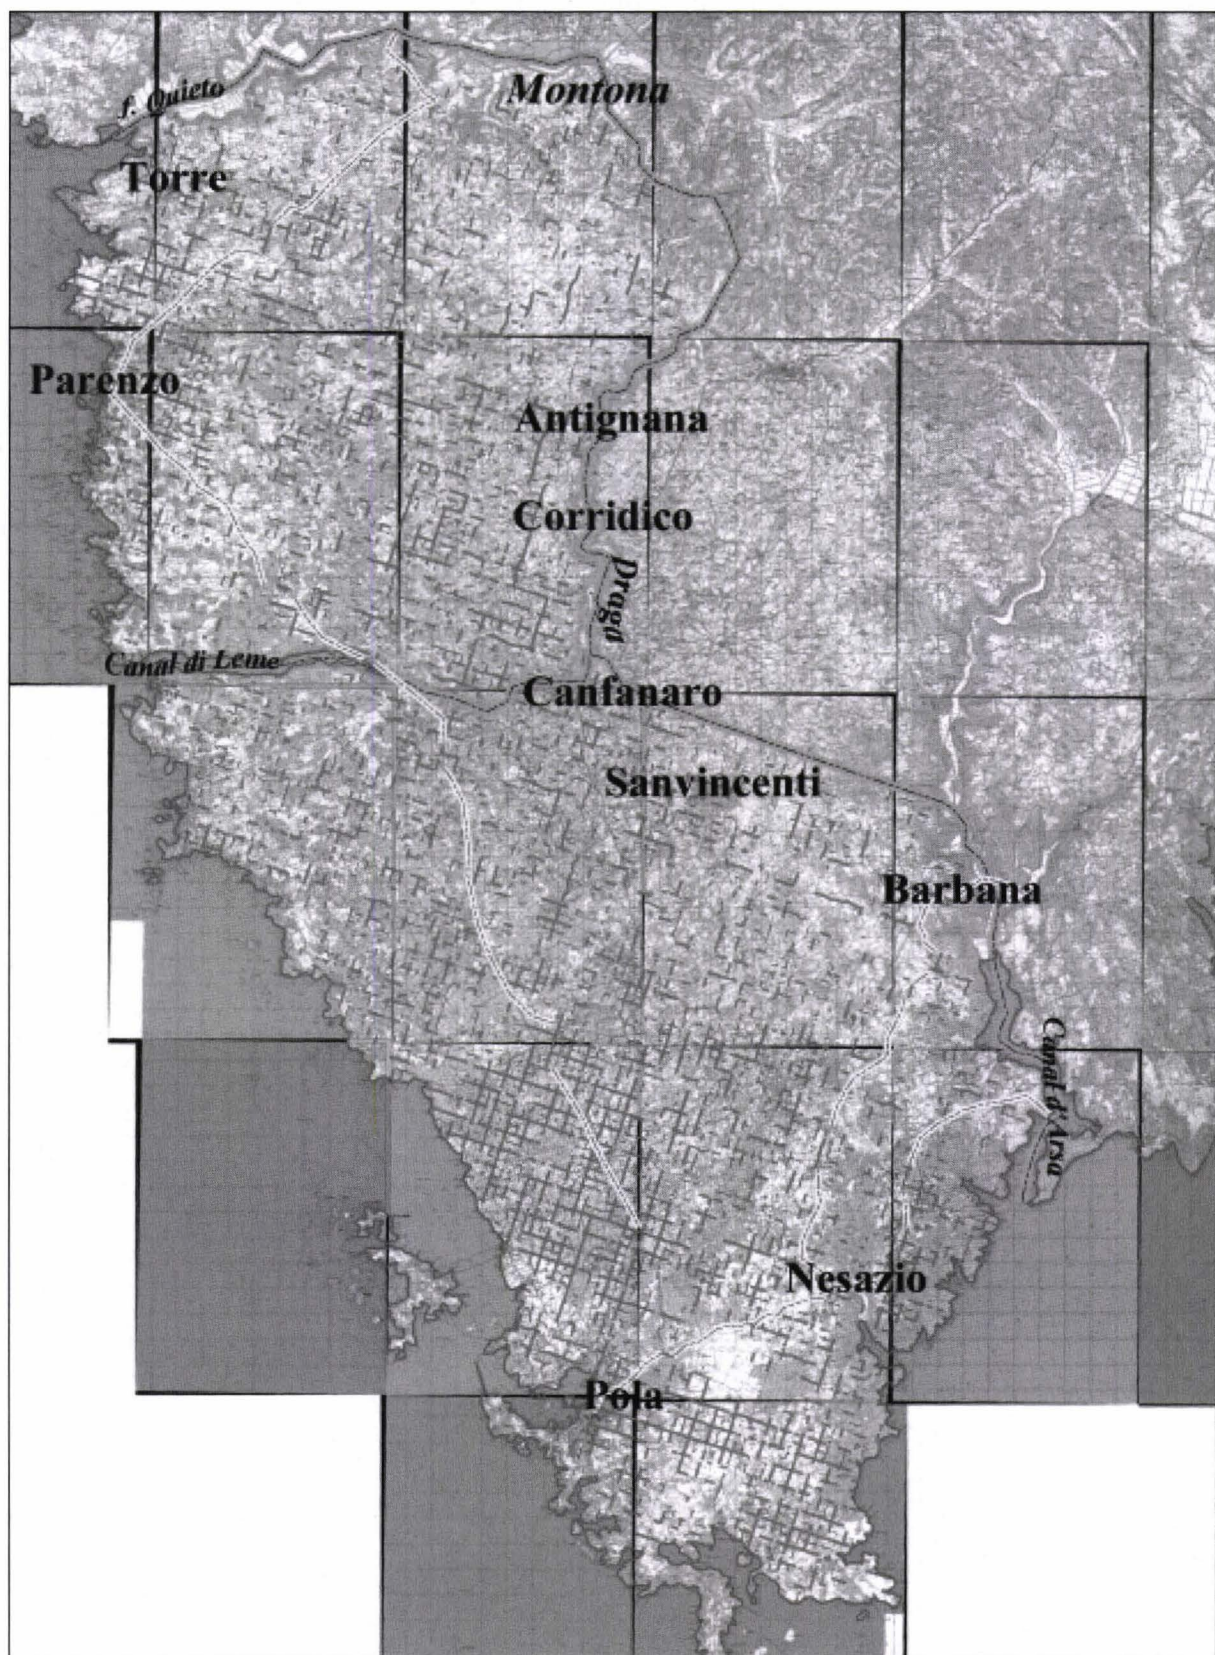 f. Quieto
Montona
Torre
Parenzo
Antignana
Corridico
Draga
Canal di Leme
Canfanaro
Sanvincenti
Barbana
Canal d'Arsa
Nesazio
Pola